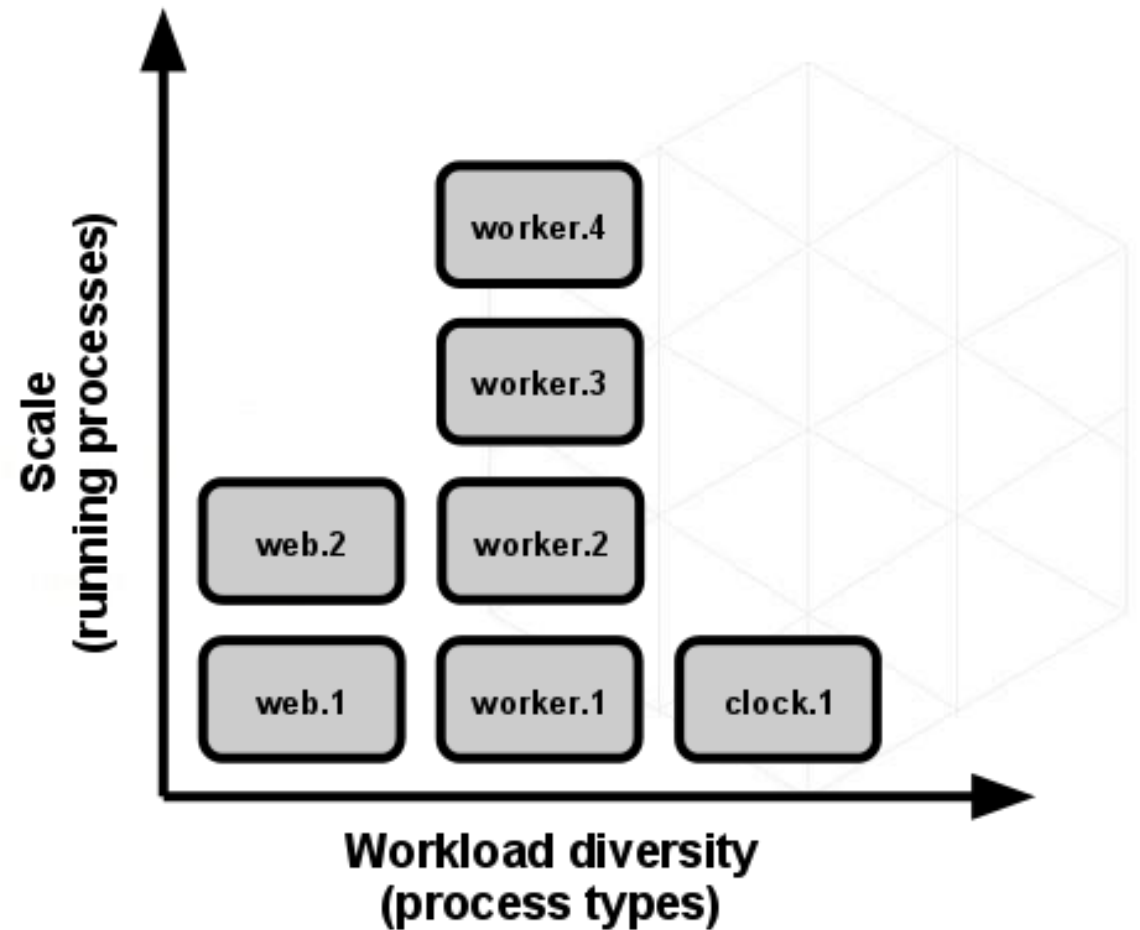 Scale
(running processes)
worker.4
worker.3
web.2
worker.2
web.1
worker.1
clock.1
Workload diversity
(process types)